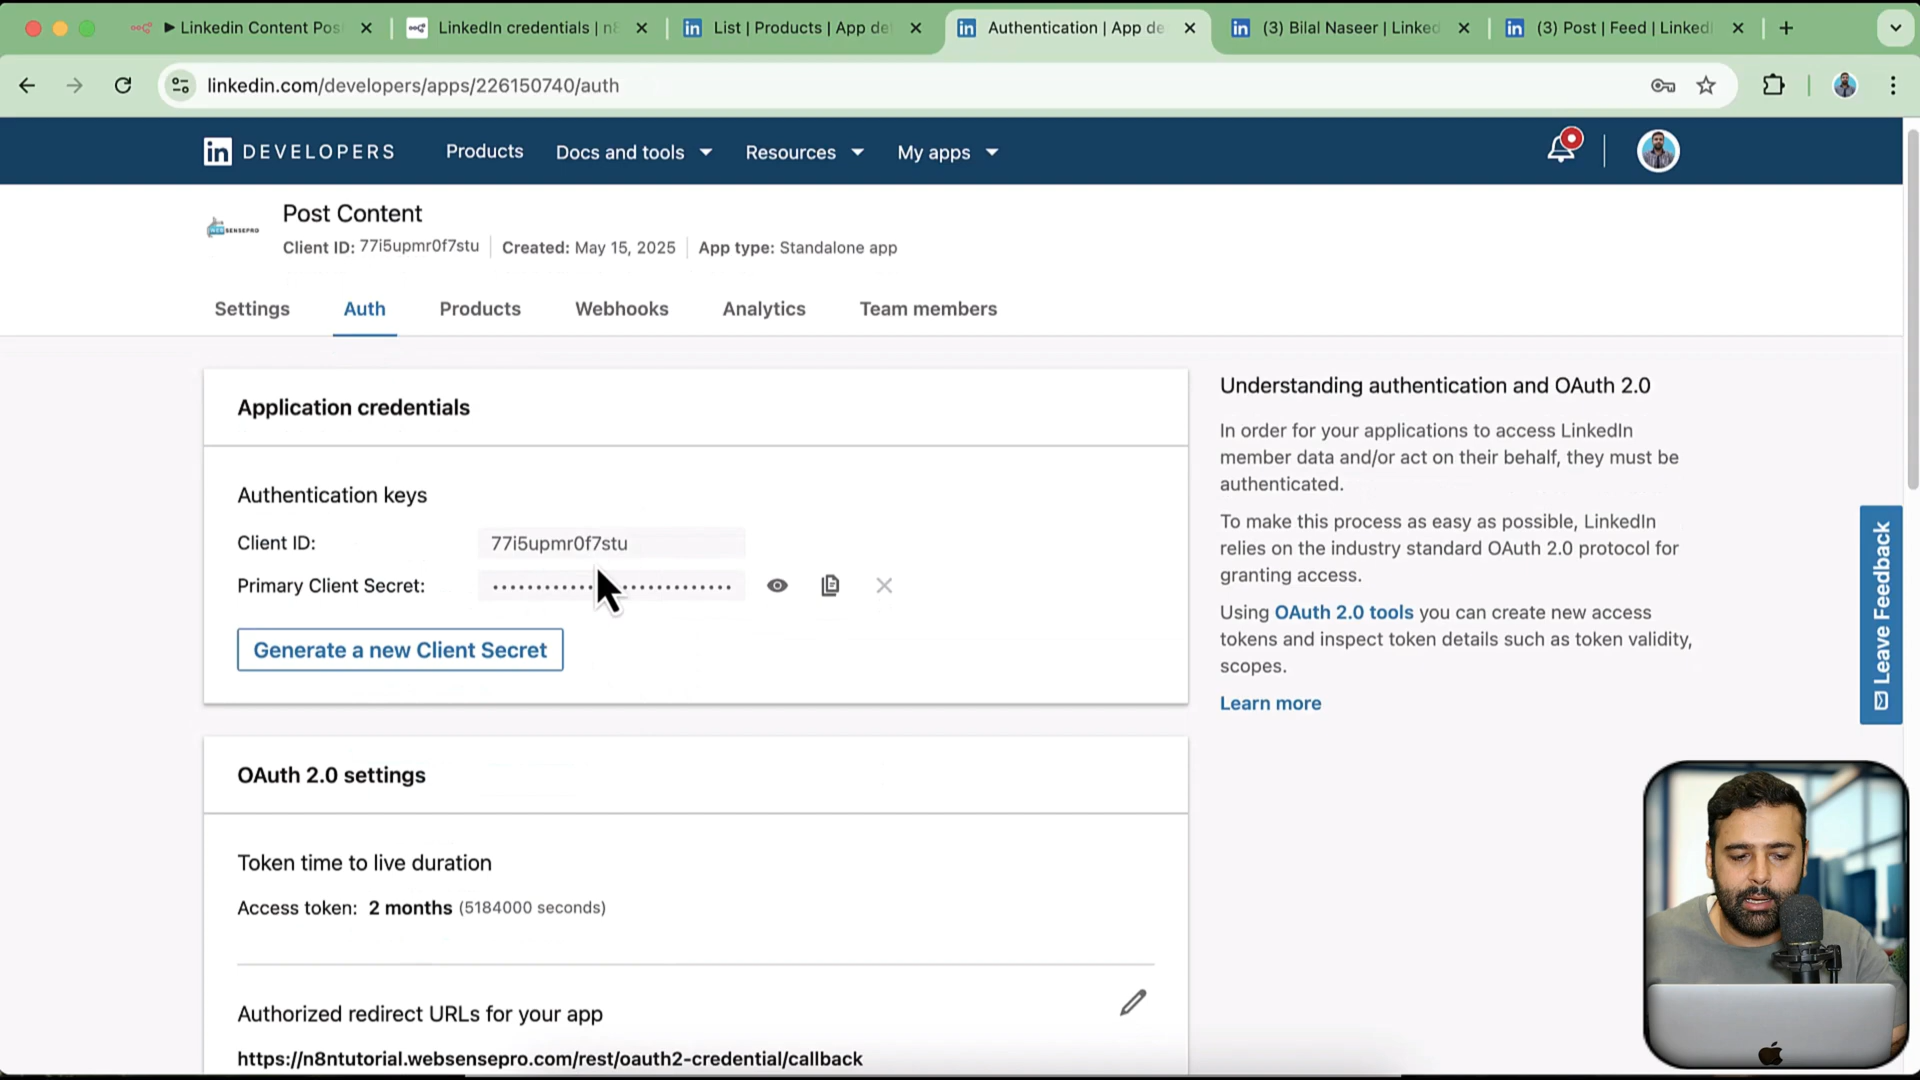 Linkedin Content Pos
LinkedIn credentials | n8
List | Products | App de
Authentication | App de
(3) Bilal Naseer | Linked
(3) Post | Feed | LinkedI
linkedin.com/developers/apps/226150740/auth
in DEVELOPERS
Products
Docs and tools
Resources
My apps
SENSEPRO
Post Content
Client ID: 77i5upmr0f7stu
Created: May 15, 2025
App type: Standalone app
Settings
Auth
Products
Webhooks
Analytics
Team members
Application credentials
Authentication keys
Client ID:
77i5upmr0f7stu
Primary Client Secret:
Generate a new Client Secret
OAuth 2.0 settings
Token time to live duration
Access token: 2 months (5184000 seconds)
Authorized redirect URLs for your app
https://n8ntutorial.websensepro.com/rest/oauth2-credential/callback
Understanding authentication and OAuth 2.0
In order for your applications to access LinkedIn
member data and/or act on their behalf, they must be
authenticated.
To make this process as easy as possible, LinkedIn
relies on the industry standard OAuth 2.0 protocol for
granting access.
Using OAuth 2.0 tools you can create new access
tokens and inspect token details such as token validity,
scopes.
Learn more
Leave Feedback